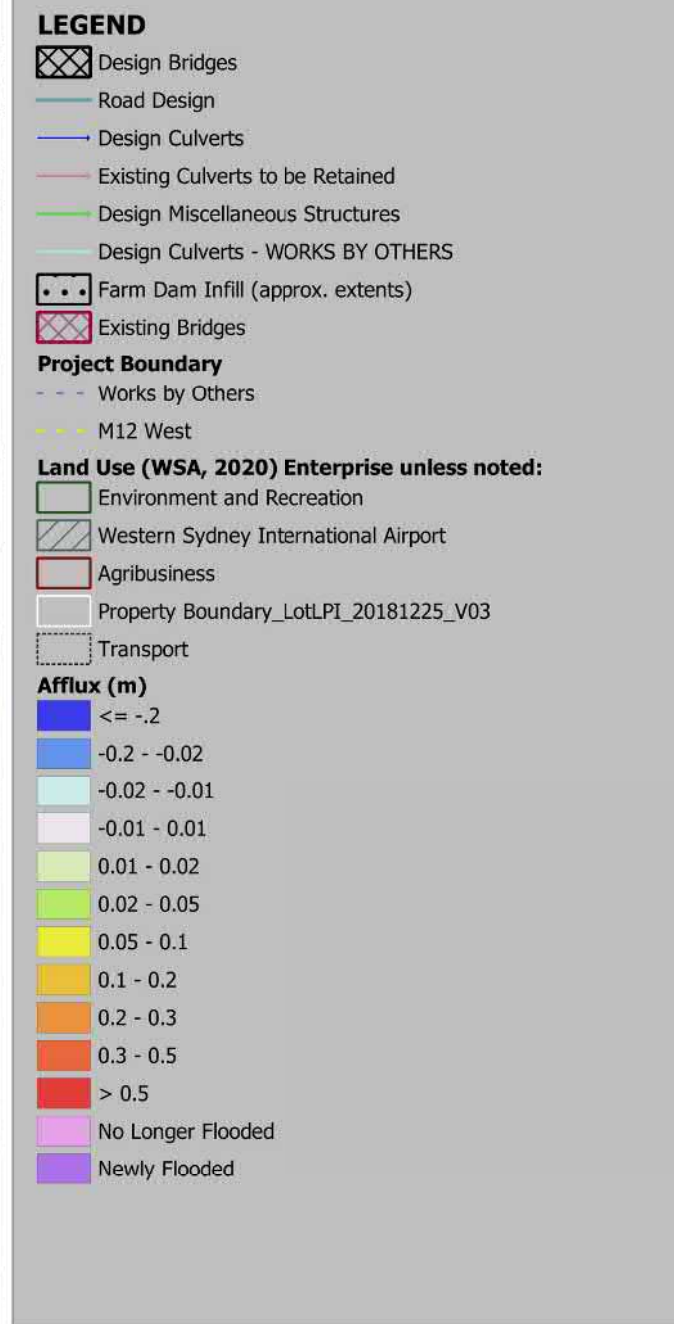 LEGEND
Design Bridges
Road Design
Design Culverts
Existing Culverts to be Retained
Design Miscellaneous Structures
Design Culverts - WORKS BY OTHERS
Farm Dam Infill (approx. extents)
Existing Bridges
Project Boundary
Works by Others
M12 West
Land Use (WSA, 2020) Enterprise unless noted:
Environment and Recreation
Western Sydney International Airport
Agribusiness
Property Boundary_LotLPI_20181225_V03
Transport
Afflux (m)
<= -.2
-0.2 - -0.02
-0.02 - -0.01
-0.01 - 0.01
0.01 - 0.02
0.02 - 0.05
0.05 - 0.1
0.1 - 0.2
0.2 - 0.3
0.3 - 0.5
> 0.5
No Longer Flooded
Newly Flooded